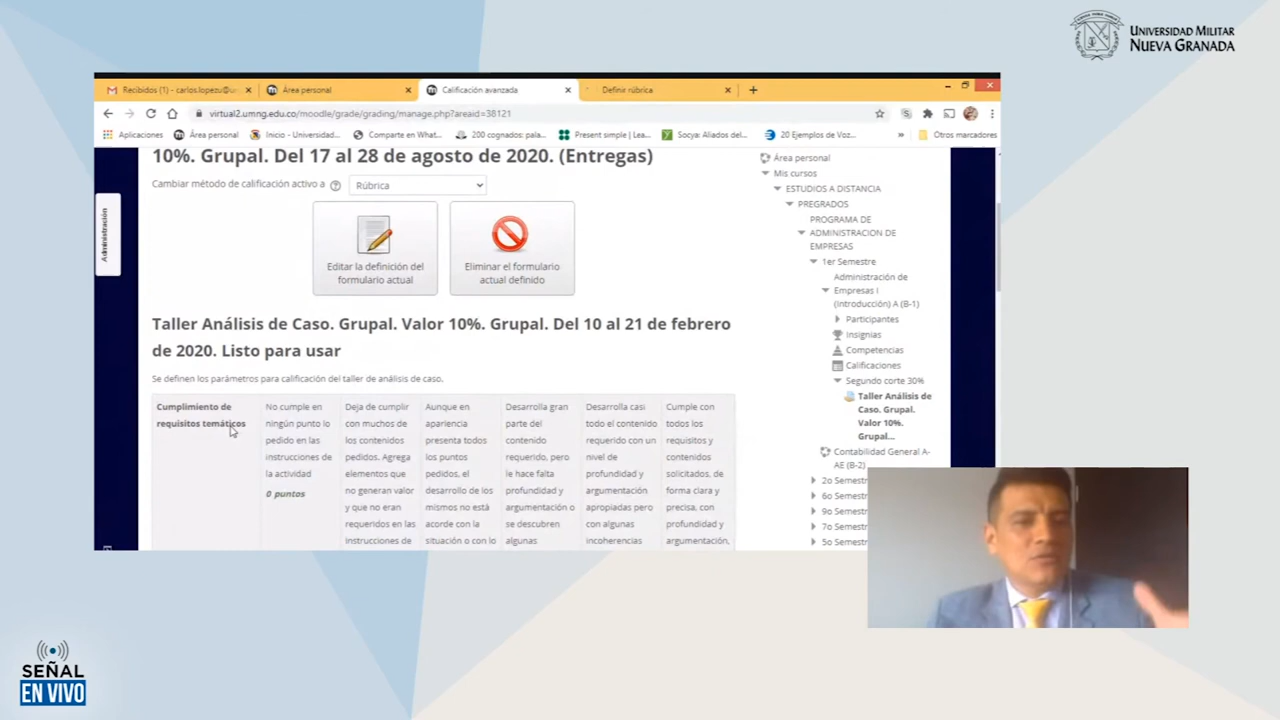 UNIVERSIDAD MILITAR
NUEVA GRANADA
Recibidos (1) - carlos.lopezu@u
Área personal
Calificación avanzada
Definir rúbrica
virtual2.umng.edu.co/moodle/grade/grading/manage.php?areaid=38121
Aplicaciones
Área personal
Inicio - Universidad...
Comparte en What...
200 cognados: pala...
Present simple | Lea...
Socya: Aliados del...
20 Ejemplos de Voz...
»
Otros marcadores
10%. Grupal. Del 17 al 28 de agosto de 2020. (Entregas)
Cambiar método de calificación activo a
Rúbrica
Editar la definición del
formulario actual
Eliminar el formulario
actual definido
Taller Análisis de Caso. Grupal. Valor 10%. Grupal. Del 10 al 21 de febrero
de 2020. Listo para usar
Se definen los parámetros para calificación del taller de análisis de caso.
Cumplimiento de
requisitos temáticos
No cumple en
ningún punto lo
pedido en las
instrucciones de
la actividad
0 puntos
Deja de cumplir
con muchos de
los contenidos
pedidos. Agrega
elementos que
no generan valor
y que no eran
requeridos en las
instrucciones de
Aunque en
apariencia
presenta todos
los puntos
pedidos, el
desarrollo de los
mismos no está
acorde con la
situación o con lo
Desarrolla gran
parte del
contenido
requerido, pero
le hace falta
profundidad y
argumentación o
se descubren
algunas
Desarrolla casi
todo el contenido
requerido con un
nivel de
profundidad y
argumentación
apropiadas pero
con algunas
incoherencias
Cumple con
todos los
requisitos y
contenidos
solicitados, de
forma clara y
precisa, con
profundidad y
argumentación,
Administración
Área personal
Mis cursos
ESTUDIOS A DISTANCIA
PREGRADOS
PROGRAMA DE
ADMINISTRACION DE
EMPRESAS
1er Semestre
Administración de
Empresas I
(Introducción) A (B-1)
Participantes
Insignias
Competencias
Calificaciones
Segundo corte 30%
Taller Análisis de
Caso. Grupal.
Valor 10%.
Grupal...
Contabilidad General A-
AE (B-2)
2o Semest
6o Semest
9o Semest
7o Semest
5o Semest
SEÑAL
EN VIVO